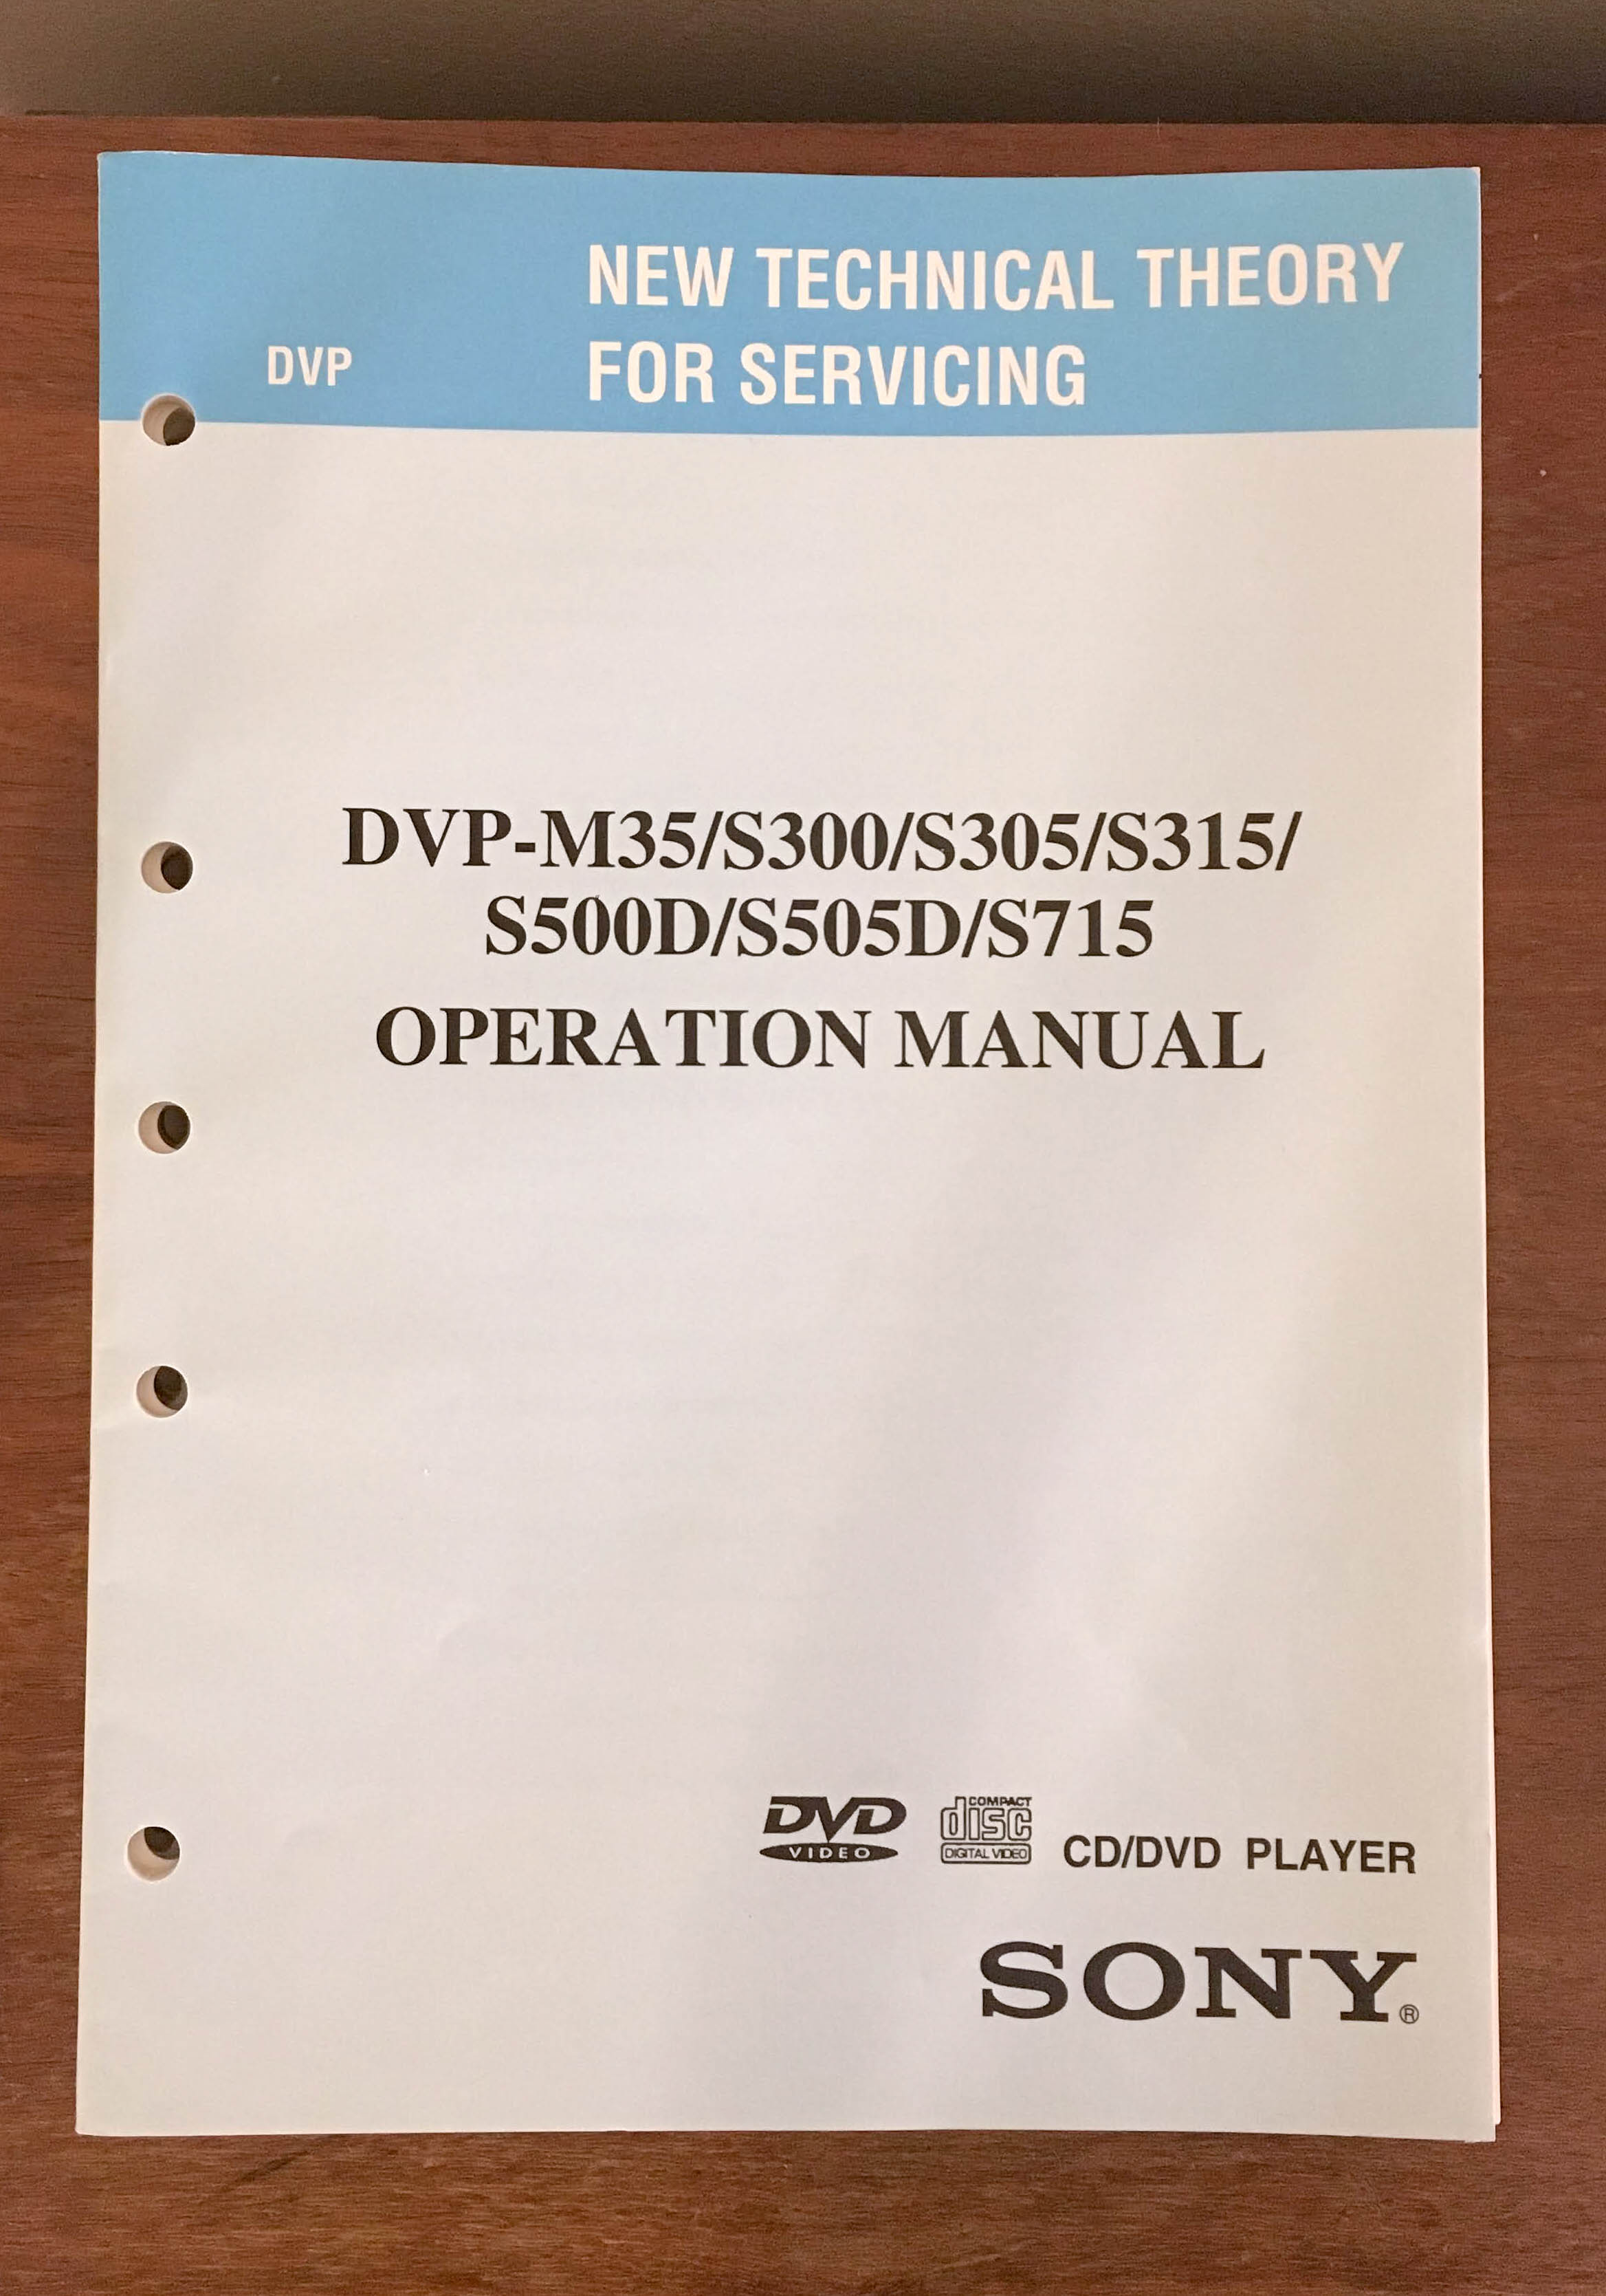 NEW TECHNICAL THEORY
DVP FOR SERVICING
DVP-M35/S300/S305/S315/
S500D/S505D/S715
OPERATION MANUAL
DVD VIDEO
COMPACT disc DIGITAL VIDEO
CD/DVD PLAYER
SONY®